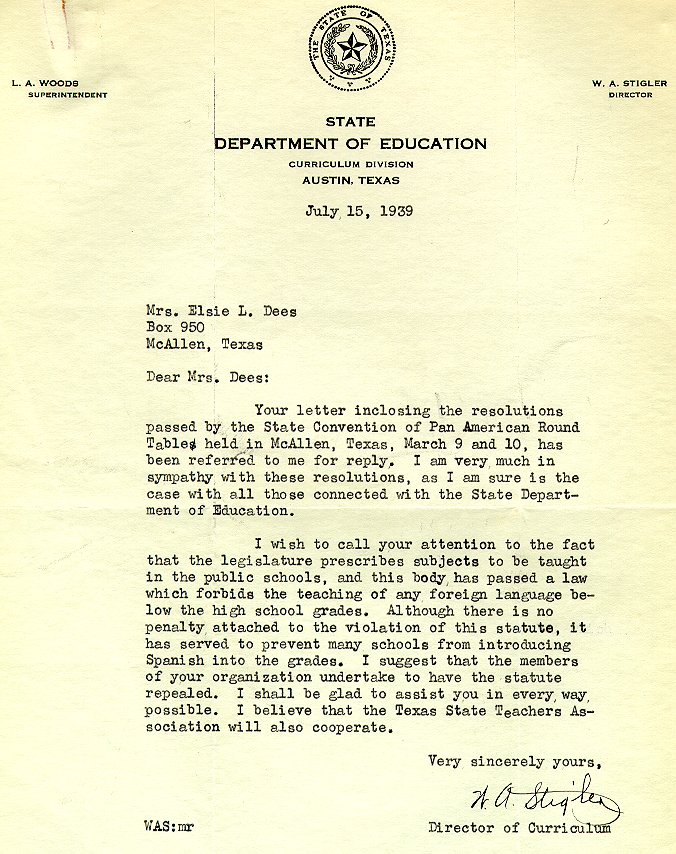 THE STATE OF TEXAS
L. A. WOODS
SUPERINTENDENT
W. A. STIGLER
DIRECTOR
STATE
DEPARTMENT OF EDUCATION
CURRICULUM DIVISION
AUSTIN, TEXAS
July 15, 1939
Mrs. Elsie L. Dees
Box 950
McAllen, Texas
Dear Mrs. Dees:
Your letter inclosing the resolutions
passed by the State Convention of Pan American Round
Tables held in McAllen, Texas, March 9 and 10, has
been referred to me for reply. I am very much in
sympathy with these resolutions, as I am sure is the
case with all those connected with the State Depart-
ment of Education.
I wish to call your attention to the fact
that the legislature prescribes subjects to be taught
in the public schools, and this body has passed a law
which forbids the teaching of any foreign language be-
low the high school grades. Although there is no
penalty attached to the violation of this statute, it
has served to prevent many schools from introducing
Spanish into the grades. I suggest that the members
of your organization undertake to have the statute
repealed. I shall be glad to assist you in every way
possible. I believe that the Texas State Teachers As-
sociation will also cooperate.
Very sincerely yours,
W. A. Stigler
WAS:mr
Director of Curriculum